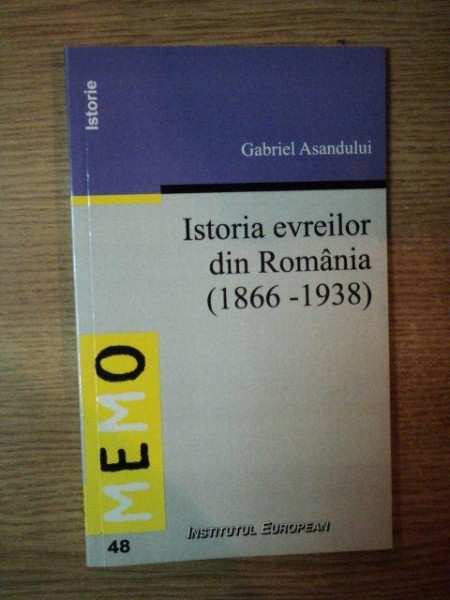 Istorie
Gabriel Asandului
Istoria evreilor
din România
(1866 -1938)
MEMO
48
INSTITUTUL EUROPEAN